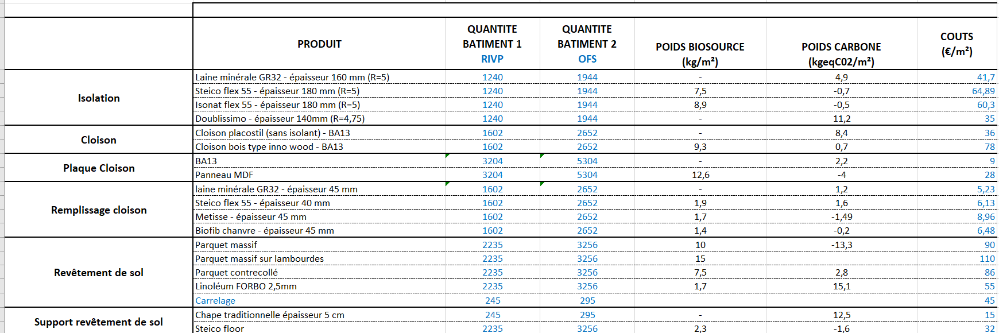 PRODUIT QUANTITE BATIMENT 1 RIVP QUANTITE BATIMENT 2 OFS POIDS BIOSOURCE (kg/m²) POIDS CARBONE (kgeqC02/m²) COUTS (€/m²)
Isolation
Laine minérale GR32 - épaisseur 160 mm (R=5) 1240 1944 - 4,9 41,7
Steico flex 55 - épaisseur 180 mm (R=5) 1240 1944 7,5 -0,7 64,89
Isonat flex 55 - épaisseur 180 mm (R=5) 1240 1944 8,9 -0,5 60,3
Doublissimo - épaisseur 140mm (R=4,75) 1240 1944 - 11,2 35
Cloison
Cloison placostil (sans isolant) - BA13 1602 2652 - 8,4 36
Cloison bois type inno wood - BA13 1602 2652 9,3 0,7 78
Plaque Cloison
BA13 3204 5304 - 2,2 9
Panneau MDF 3204 5304 12,6 -4 28
Remplissage cloison
laine minérale GR32 - épaisseur 45 mm 1602 2652 - 1,2 5,23
Steico flex 55 - épaisseur 40 mm 1602 2652 1,9 1,6 6,13
Metisse - épaisseur 45 mm 1602 2652 1,7 -1,49 8,96
Biofib chanvre - épaisseur 45 mm 1602 2652 1,4 -0,2 6,48
Revêtement de sol
Parquet massif 2235 3256 10 -13,3 90
Parquet massif sur lambourdes 2235 3256 15 110
Parquet contrecollé 2235 3256 7,5 2,8 86
Linoléum FORBO 2,5mm 2235 3256 1,7 15,1 55
Carrelage 245 295 45
Support revêtement de sol
Chape traditionnelle épaisseur 5 cm 245 295 - 12,5 15
Steico floor 2235 3256 2,3 -1,6 32